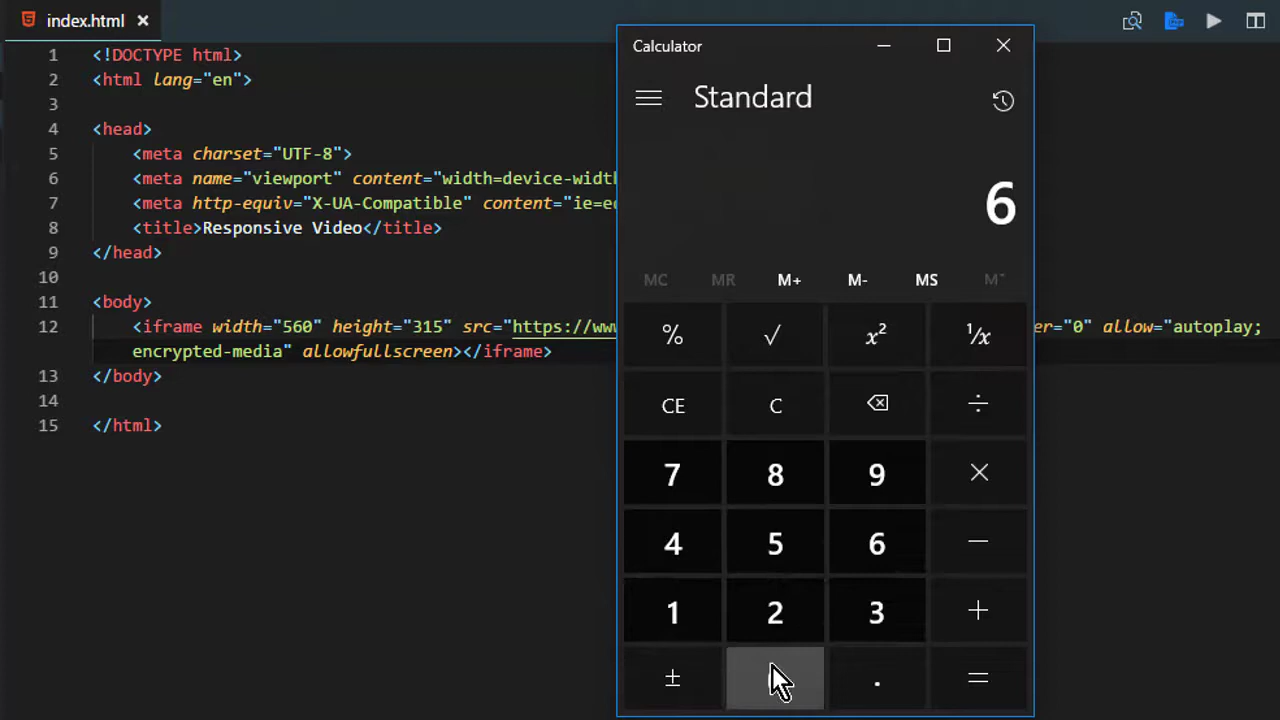 index.html
1 <!DOCTYPE html>
2 <html lang="en">
3
4 <head>
5 <meta charset="UTF-8">
6 <meta name="viewport" content="width=device-width
7 <meta http-equiv="X-UA-Compatible" content="ie=ed
8 <title>Responsive Video</title>
9 </head>
10
11 <body>
12 <iframe width="560" height="315" src="https://www er="0" allow="autoplay;
encrypted-media" allowfullscreen></iframe>
13 </body>
14
15 </html>
Calculator
Standard
6
MC MR M+ M- MS M˅
% √ x² ¹/x
CE C ÷
7 8 9 ×
4 5 6 −
1 2 3 +
± . =